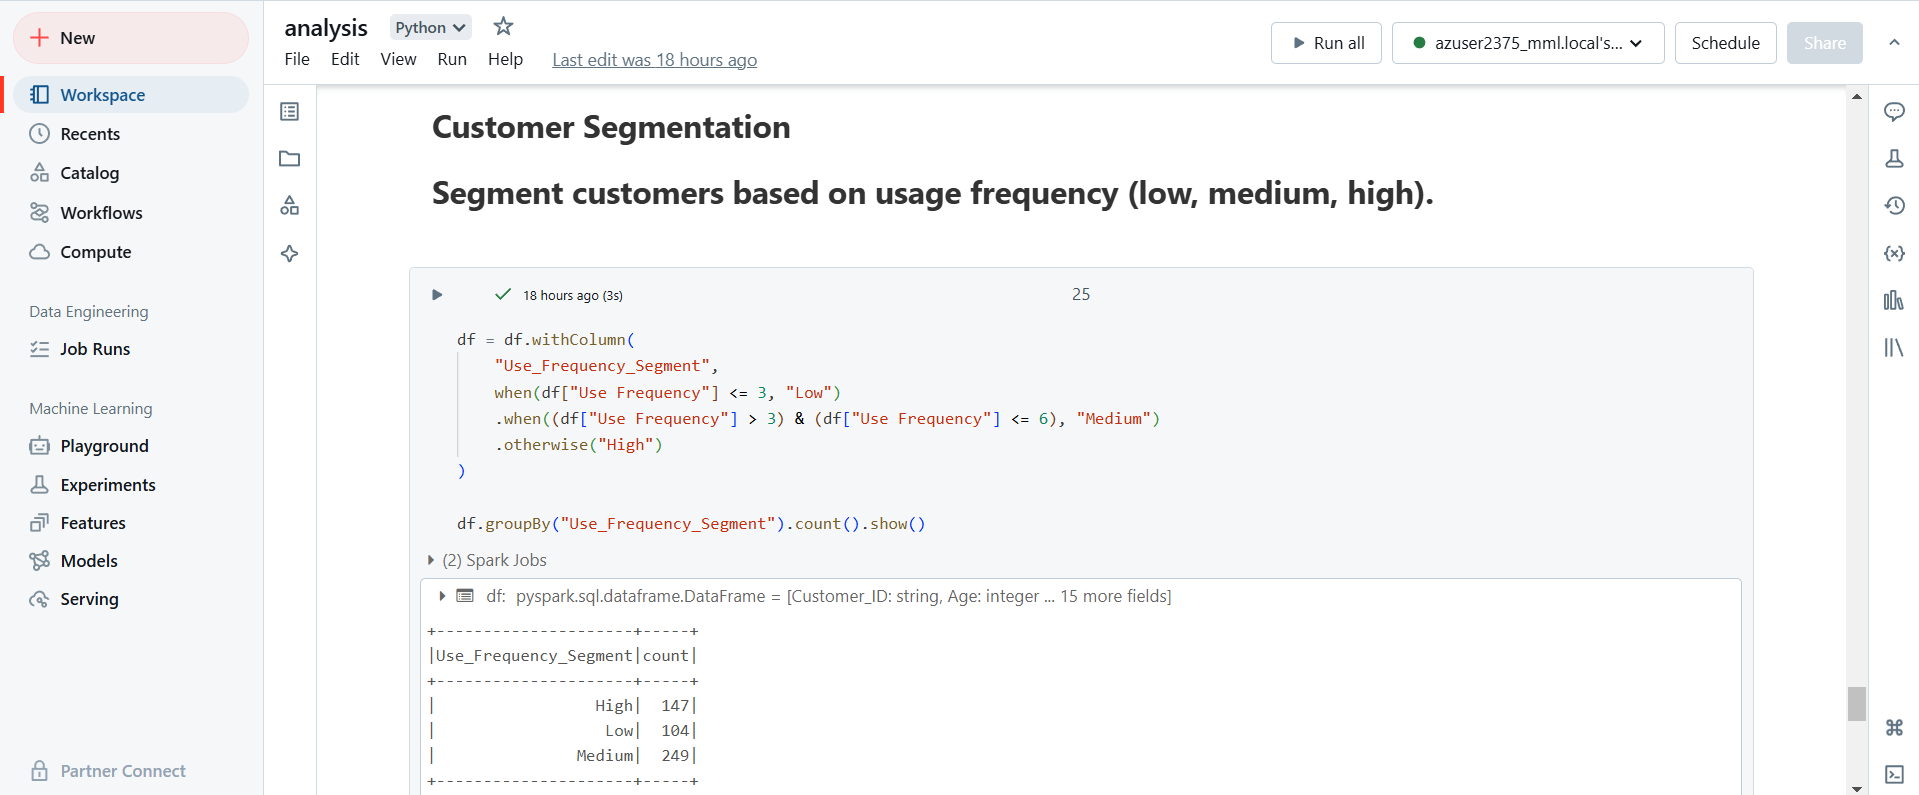 New
Workspace
Recents
Catalog
Workflows
Compute
Data Engineering
Job Runs
Machine Learning
Playground
Experiments
Features
Models
Serving
Partner Connect
analysis
Python
File Edit View Run Help Last edit was 18 hours ago
Run all
azuser2375_mml.local's...
Schedule
Share
Customer Segmentation
Segment customers based on usage frequency (low, medium, high).
18 hours ago (3s)
25
df = df.withColumn(
    "Use_Frequency_Segment",
    when(df["Use Frequency"] <= 3, "Low")
    .when((df["Use Frequency"] > 3) & (df["Use Frequency"] <= 6), "Medium")
    .otherwise("High")
)
df.groupBy("Use_Frequency_Segment").count().show()
(2) Spark Jobs
df: pyspark.sql.dataframe.DataFrame = [Customer_ID: string, Age: integer ... 15 more fields]
+---------------------+-----+
|Use_Frequency_Segment|count|
+---------------------+-----+
|                 High|  147|
|                  Low|  104|
|               Medium|  249|
+---------------------+-----+